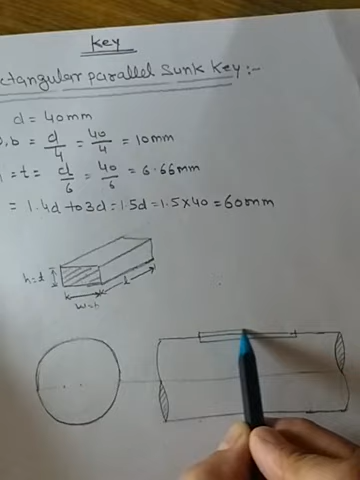 Key
ctangular parallel Sunk Key:-
d = 40mm
, b = d/4 = 40/4 = 10mm
= t = d/6 = 40/6 = 6.66mm
= 1.4d to 3d = 1.5d = 1.5 x 40 = 60mm
h=t
l